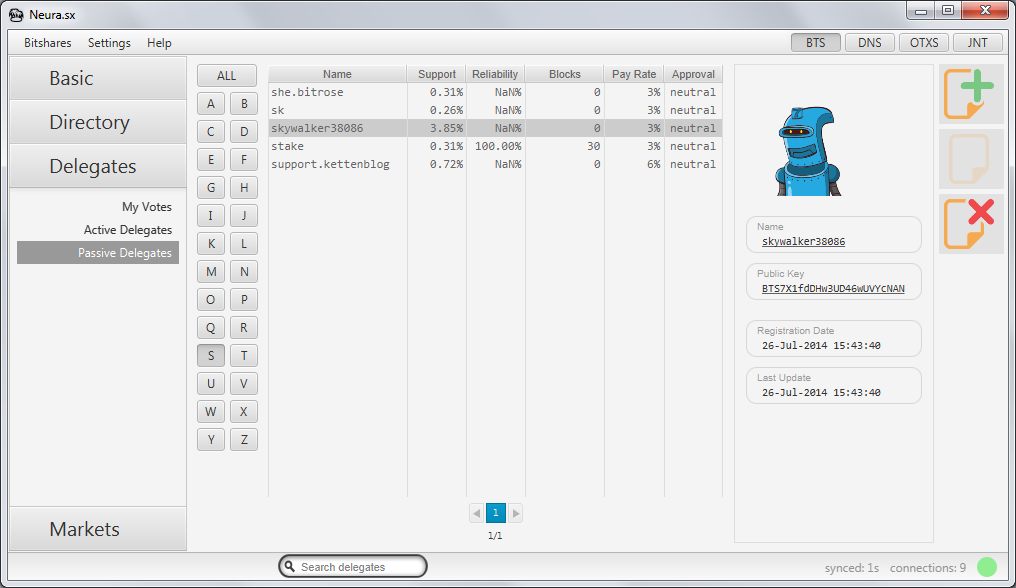 Neura.sx
Bitshares Settings Help
BTS DNS OTXS JNT
Basic
Directory
Delegates
My Votes
Active Delegates
Passive Delegates
Markets
ALL
A B
C D
E F
G H
I J
K L
M N
O P
Q R
S T
U V
W X
Y Z
Name Support Reliability Blocks Pay Rate Approval
she.bitrose 0.31% NaN% 0 3% neutral
sk 0.26% NaN% 0 3% neutral
skywalker38086 3.85% NaN% 0 3% neutral
stake 0.31% 100.00% 30 3% neutral
support.kettenblog 0.72% NaN% 0 6% neutral
1
1/1
Name
skywalker38086
Public Key
BTS7X1fdDHw3UD46wUVYcNAN
Registration Date
26-Jul-2014 15:43:40
Last Update
26-Jul-2014 15:43:40
Search delegates
synced: 1s connections: 9